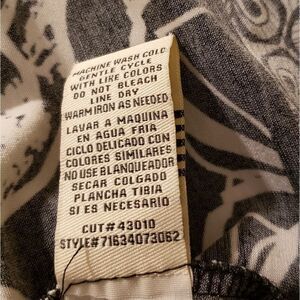 MACHINE WASH COLD
GENTLE CYCLE
WITH LIKE COLORS
DO NOT BLEACH
LINE DRY
WARM IRON AS NEEDED
LAVAR A MAQUINA
EN AGUA FRIA
CICLO DELICADO CON
COLORES SIMILARES
NO USE BLANQUEADOR
SECAR COLGADO
PLANCHA TIBIA
SI ES NECESARIO
CUT# 43010
STYLE#71634073062